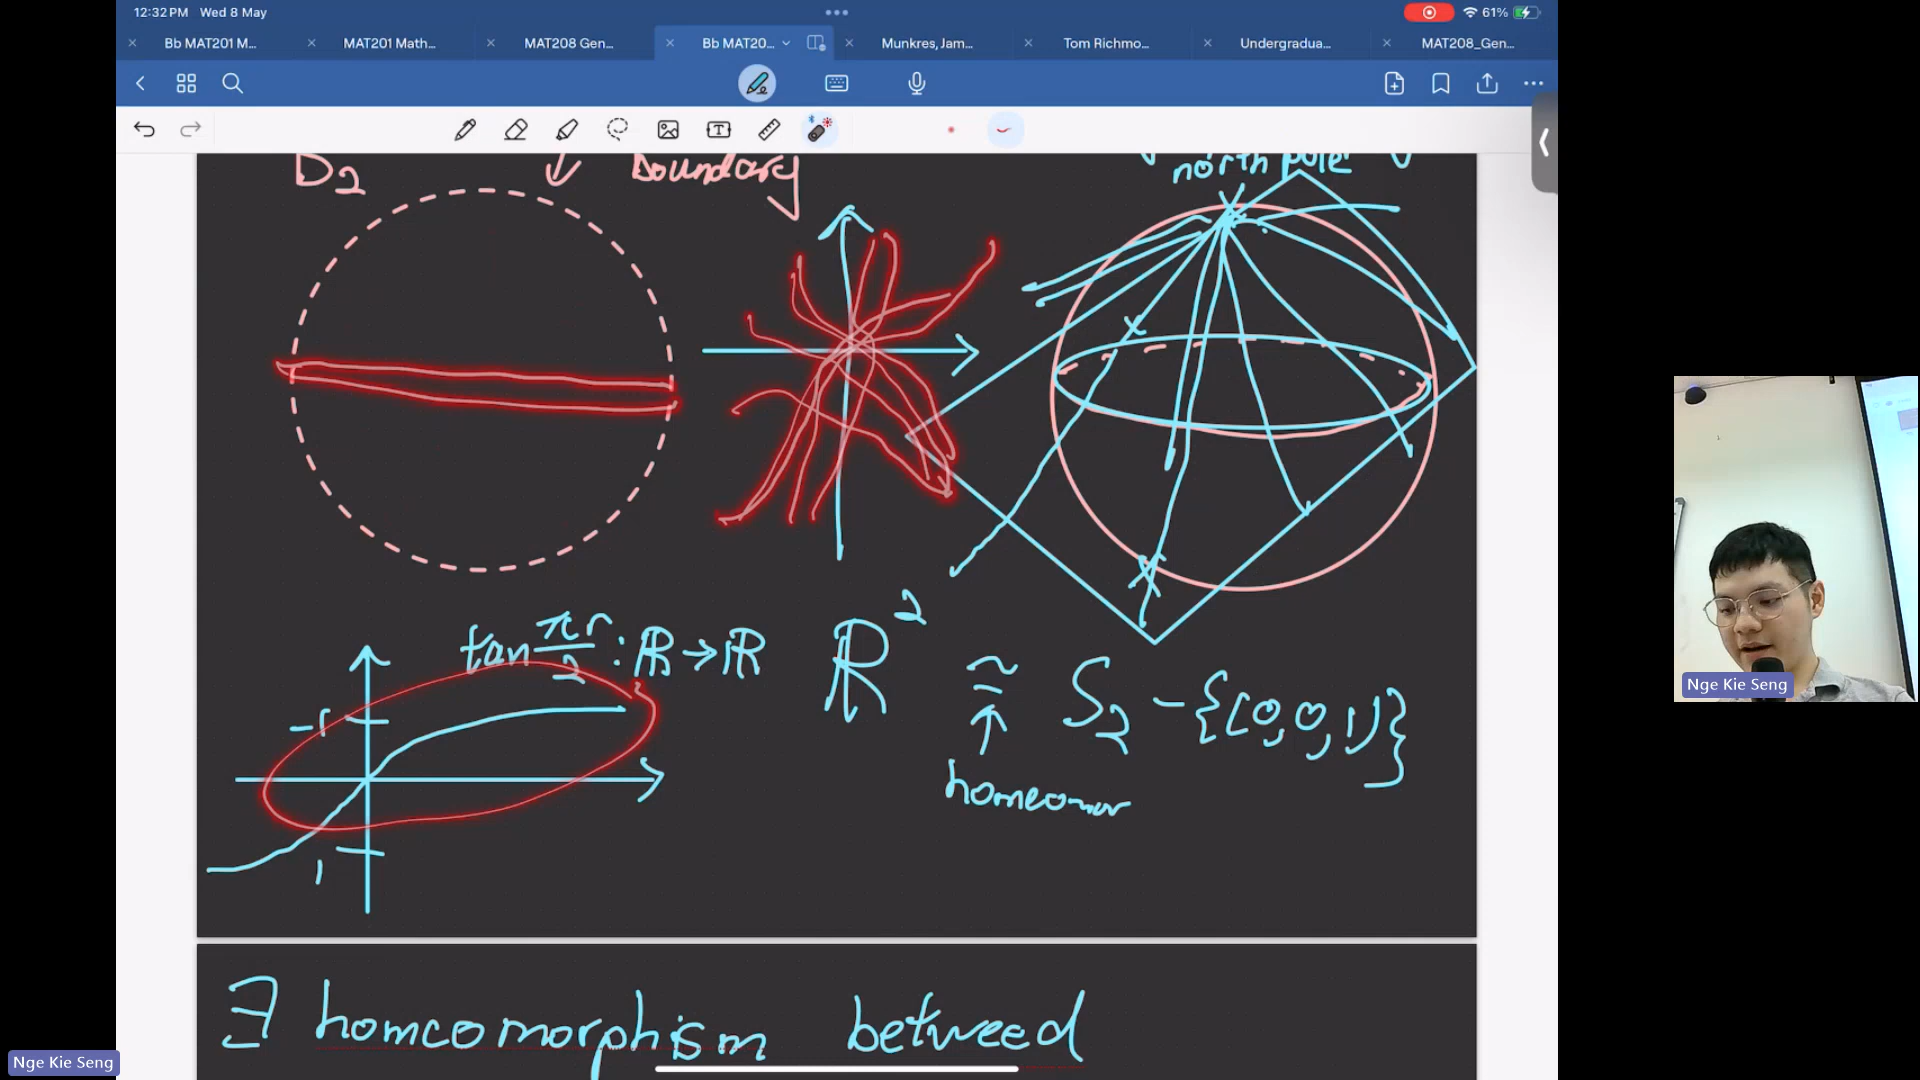 12:32 PM Wed 8 May
61%
Bb MAT201 M...
MAT201 Math...
MAT208 Gen...
Bb MAT20...
Munkres, Jam...
Tom Richmo...
Undergradua...
MAT208_Gen...
D2
Boundary
north pole
tan πr/2 : R→R
R² ≅ S2 - {(0,0,1)}
-1
1
homeomor
∃ homeomorphism betweed
Nge Kie Seng
Nge Kie Seng